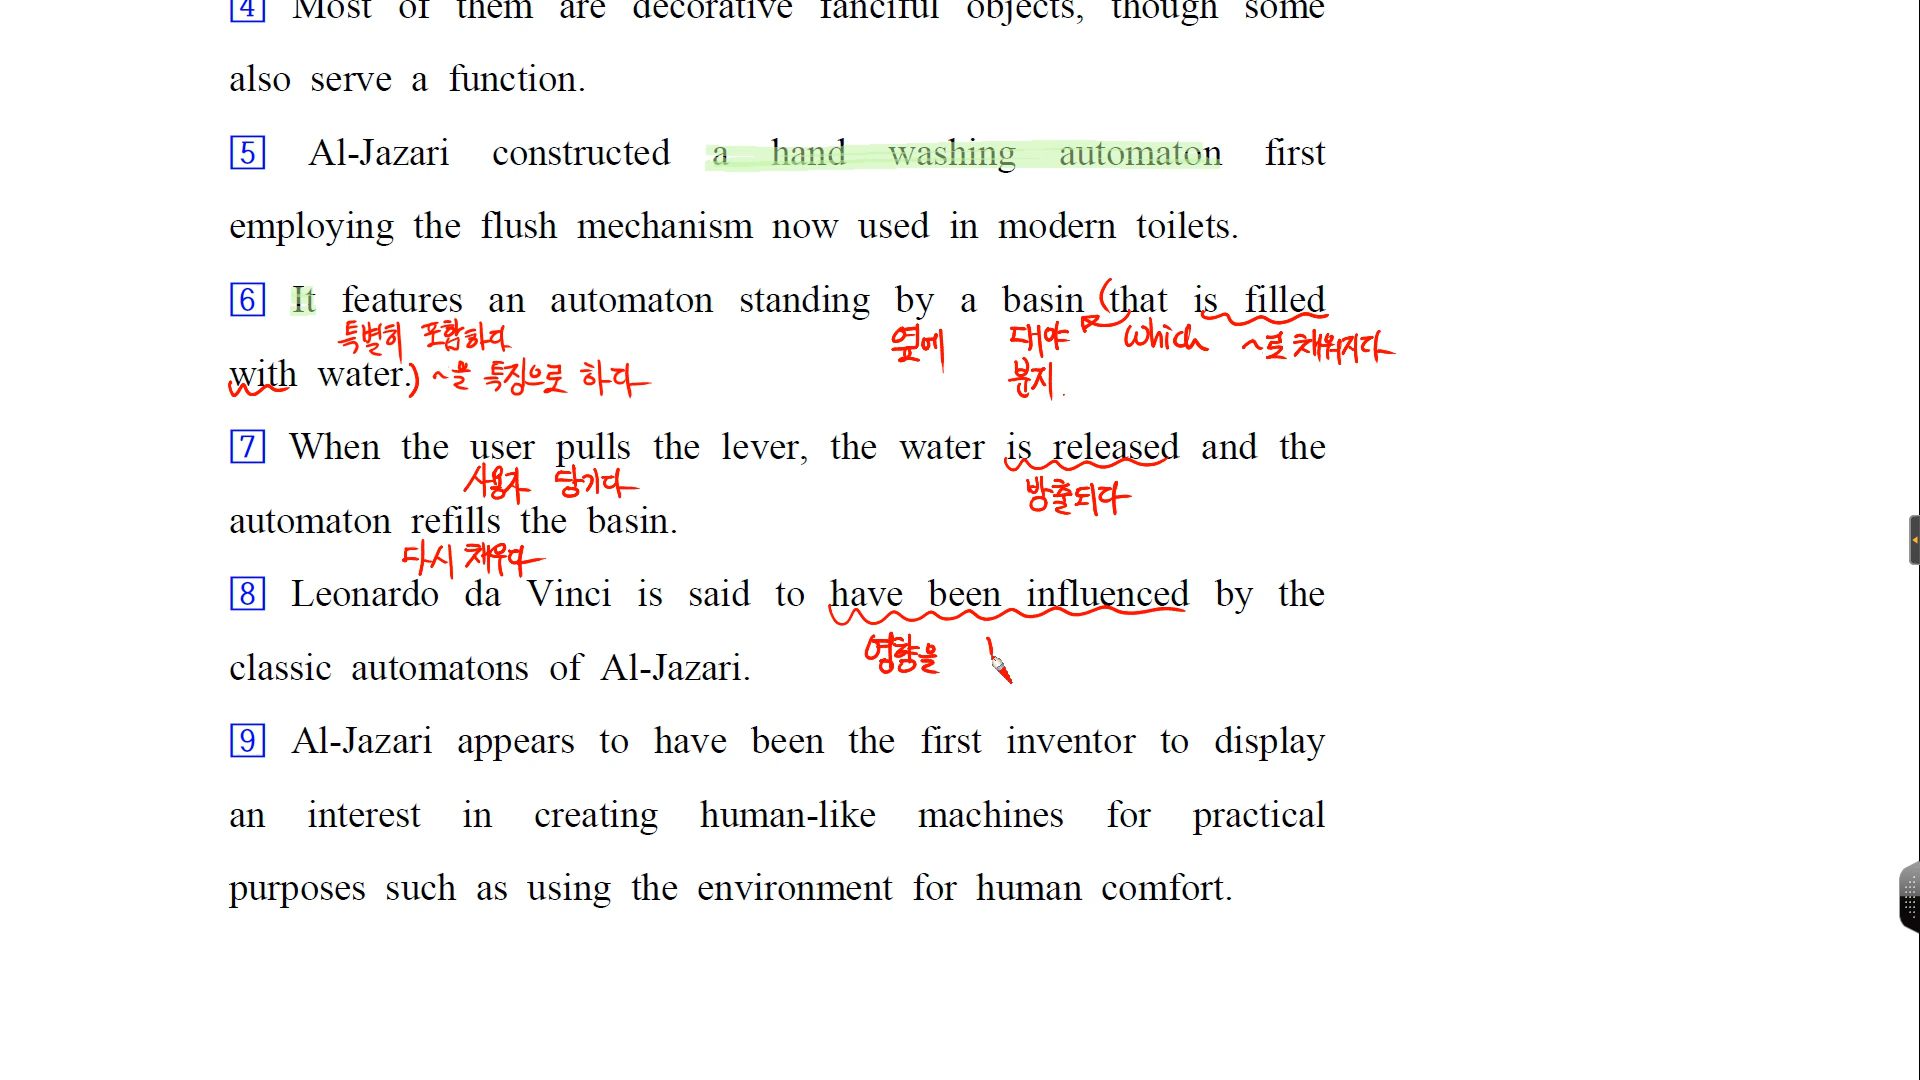 4 Most of them are decorative fanciful objects, though some
also serve a function.
5 Al-Jazari constructed a hand washing automaton first
employing the flush mechanism now used in modern toilets.
6 It features an automaton standing by a basin (that is filled
특별히 포함하다 옆에 대야 which ~로 채워지다
with water.) ~을 특징으로 하다 분지
7 When the user pulls the lever, the water is released and the
사용자 당기다 방출되다
automaton refills the basin.
다시 채우다
8 Leonardo da Vinci is said to have been influenced by the
영향을
classic automatons of Al-Jazari.
9 Al-Jazari appears to have been the first inventor to display
an interest in creating human-like machines for practical
purposes such as using the environment for human comfort.